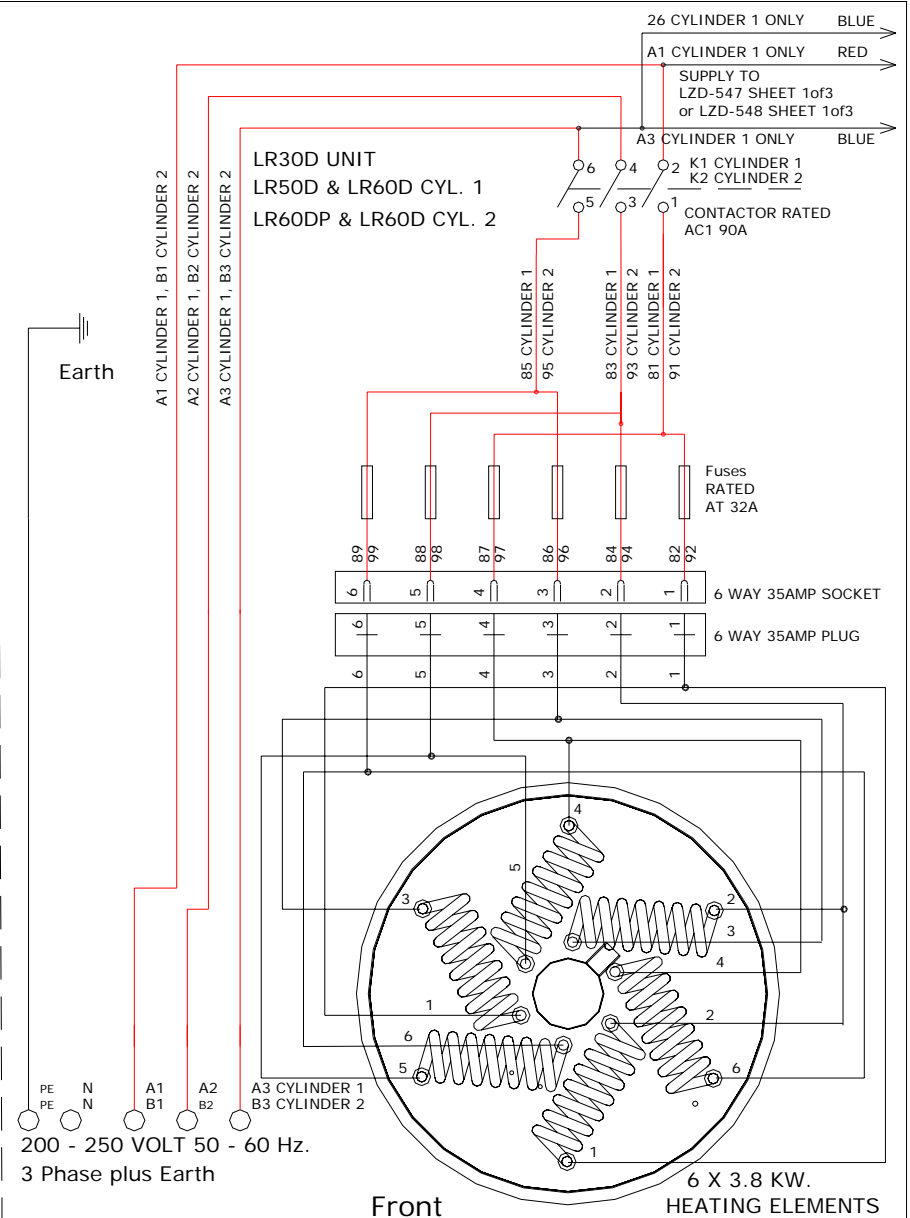 26 CYLINDER 1 ONLY BLUE
A1 CYLINDER 1 ONLY RED
SUPPLY TO
LZD-547 SHEET 1of3
or LZD-548 SHEET 1of3
A3 CYLINDER 1 ONLY BLUE
LR30D UNIT
LR50D & LR60D CYL. 1
LR60DP & LR60D CYL. 2
6 4 2
K1 CYLINDER 1
K2 CYLINDER 2
5 3 1
CONTACTOR RATED
AC1 90A
A1 CYLINDER 1, B1 CYLINDER 2
A2 CYLINDER 1, B2 CYLINDER 2
A3 CYLINDER 1, B3 CYLINDER 2
85 CYLINDER 1
95 CYLINDER 2
83 CYLINDER 1
93 CYLINDER 2
81 CYLINDER 1
91 CYLINDER 2
Earth
Fuses
RATED
AT 32A
89 88 87 86 84 82
99 98 97 96 94 92
6 5 4 3 2 1
6 WAY 35AMP SOCKET
6 5 4 3 2 1
6 WAY 35AMP PLUG
6 5 4 3 2 1
4
5
3
2
3
4
1
2
6
5
6
1
PE N A1 A2 A3 CYLINDER 1
PE N B1 B2 B3 CYLINDER 2
200 - 250 VOLT 50 - 60 Hz.
3 Phase plus Earth
Front
6 X 3.8 KW.
HEATING ELEMENTS